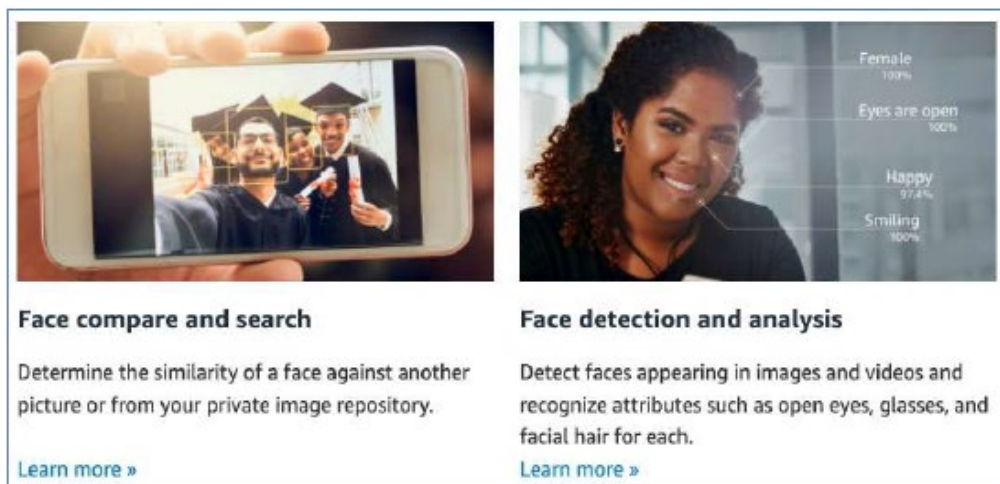 Female
100%
Eyes are open
100%
Happy
97.4%
Smiling
100%
Face compare and search
Determine the similarity of a face against another
picture or from your private image repository.
Learn more »
Face detection and analysis
Detect faces appearing in images and videos and
recognize attributes such as open eyes, glasses, and
facial hair for each.
Learn more »